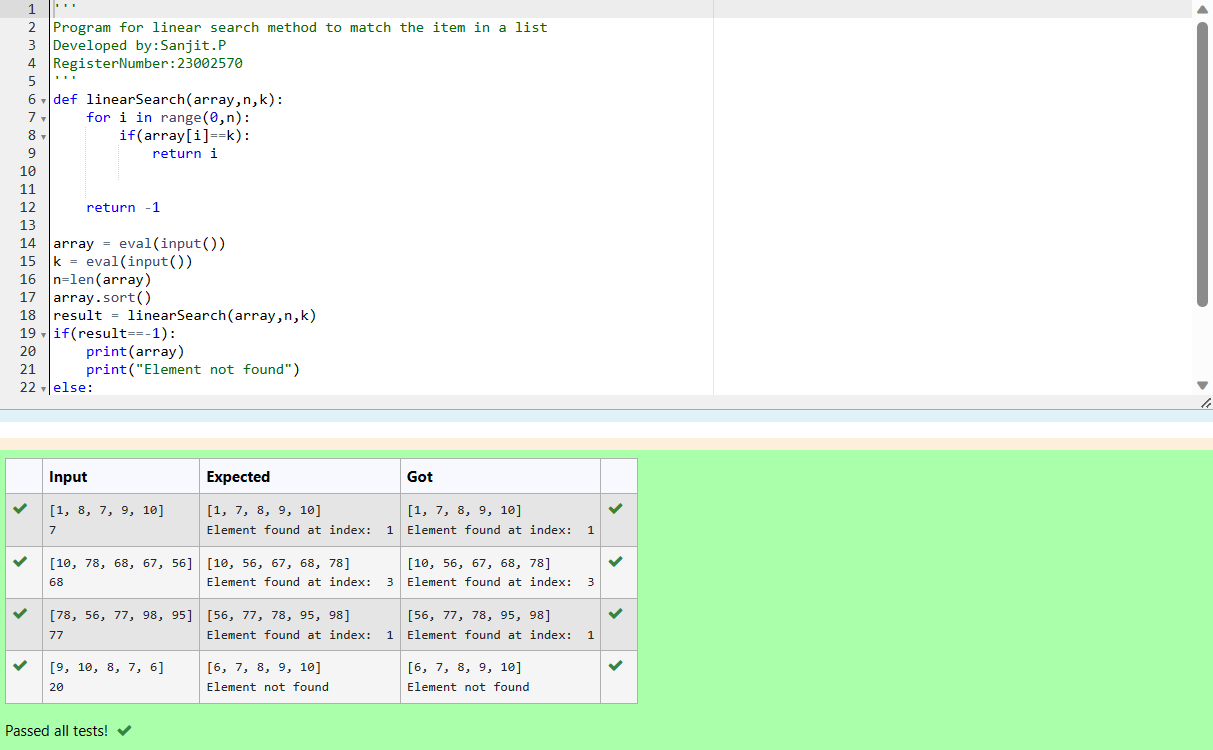 1 '''
2 Program for linear search method to match the item in a list
3 Developed by:Sanjit.P
4 RegisterNumber:23002570
5 '''
6 def linearSearch(array,n,k):
7     for i in range(0,n):
8         if(array[i]==k):
9             return i
10
11
12     return -1
13
14 array = eval(input())
15 k = eval(input())
16 n=len(array)
17 array.sort()
18 result = linearSearch(array,n,k)
19 if(result==-1):
20     print(array)
21     print("Element not found")
22 else:
Input Expected Got
[1, 8, 7, 9, 10] [1, 7, 8, 9, 10] [1, 7, 8, 9, 10]
7 Element found at index:  1 Element found at index:  1
[10, 78, 68, 67, 56] [10, 56, 67, 68, 78] [10, 56, 67, 68, 78]
68 Element found at index:  3 Element found at index:  3
[78, 56, 77, 98, 95] [56, 77, 78, 95, 98] [56, 77, 78, 95, 98]
77 Element found at index:  1 Element found at index:  1
[9, 10, 8, 7, 6] [6, 7, 8, 9, 10] [6, 7, 8, 9, 10]
20 Element not found Element not found
Passed all tests!